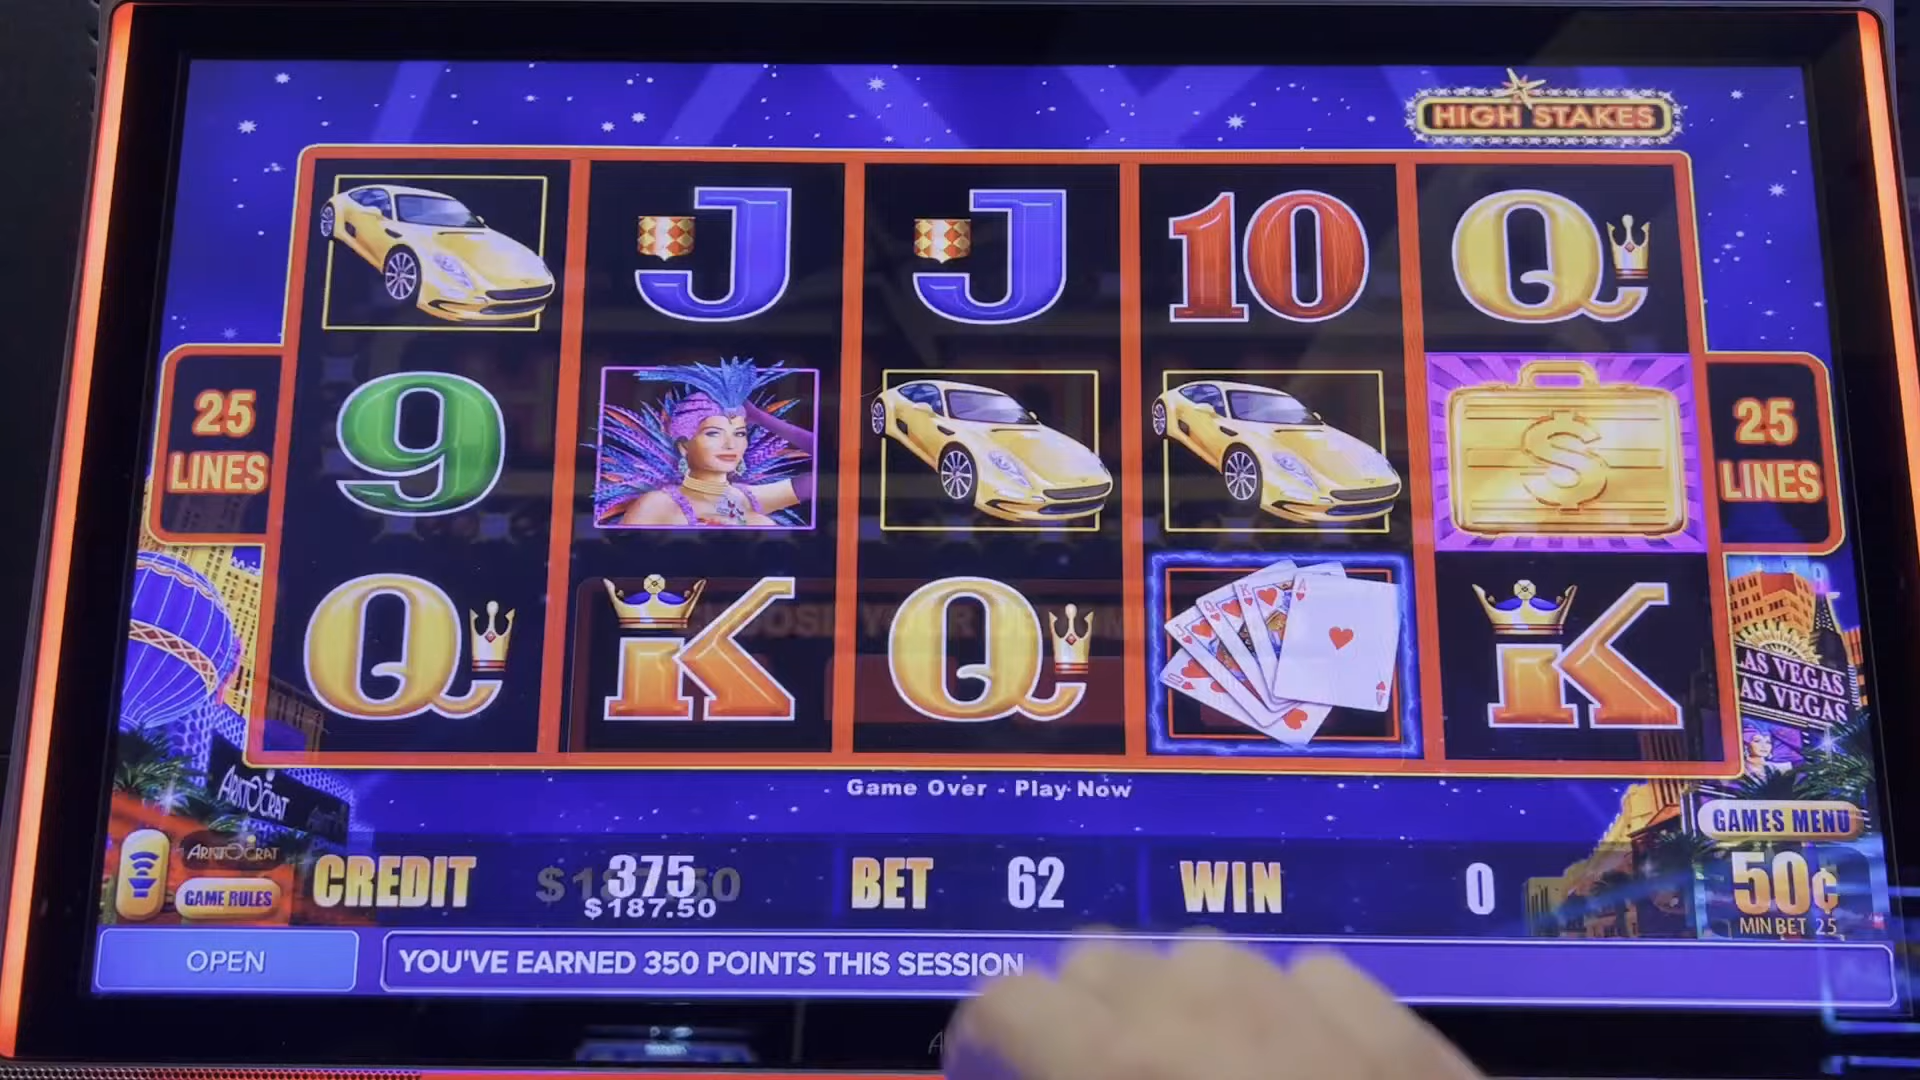 HIGH STAKES
J
J
10
Q
25
LINES
9
$
25
LINES
Q
K
Q
K
LAS VEGAS
LAS VEGAS
ARISTOCRAT
Game Over - Play Now
GAMES MENU
ARISTOCRAT
GAME RULES
CREDIT
375
$187.50
BET
62
WIN
0
50¢
MIN BET 25
OPEN
YOU'VE EARNED 350 POINTS THIS SESSION